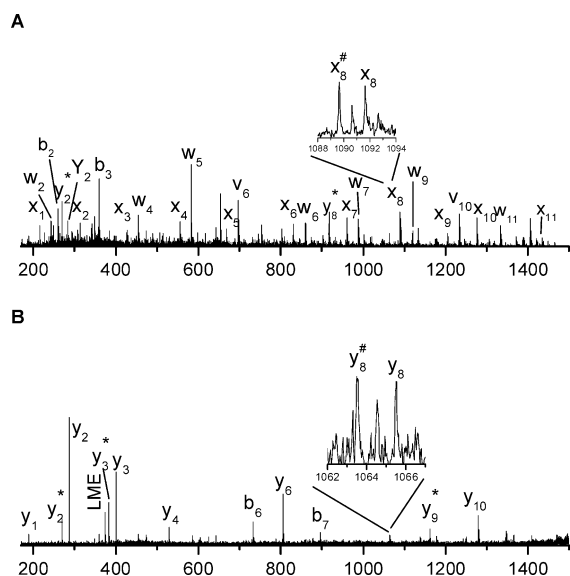 A
x8# x8
1088 1090 1092 1094
b2 y2* Y2 b3 w5
w2 v6 w7 x8 w9
x1 x2 x3 w4 x4 x5 x6 w6 y8* x7 x9 v10 x10 w11 x11
200 400 600 800 1000 1200 1400
B
y8# y8
1062 1064 1066
y2
y3* y3
LME
y1 y2* y4 b6 y6 b7 y9* y10
200 400 600 800 1000 1200 1400